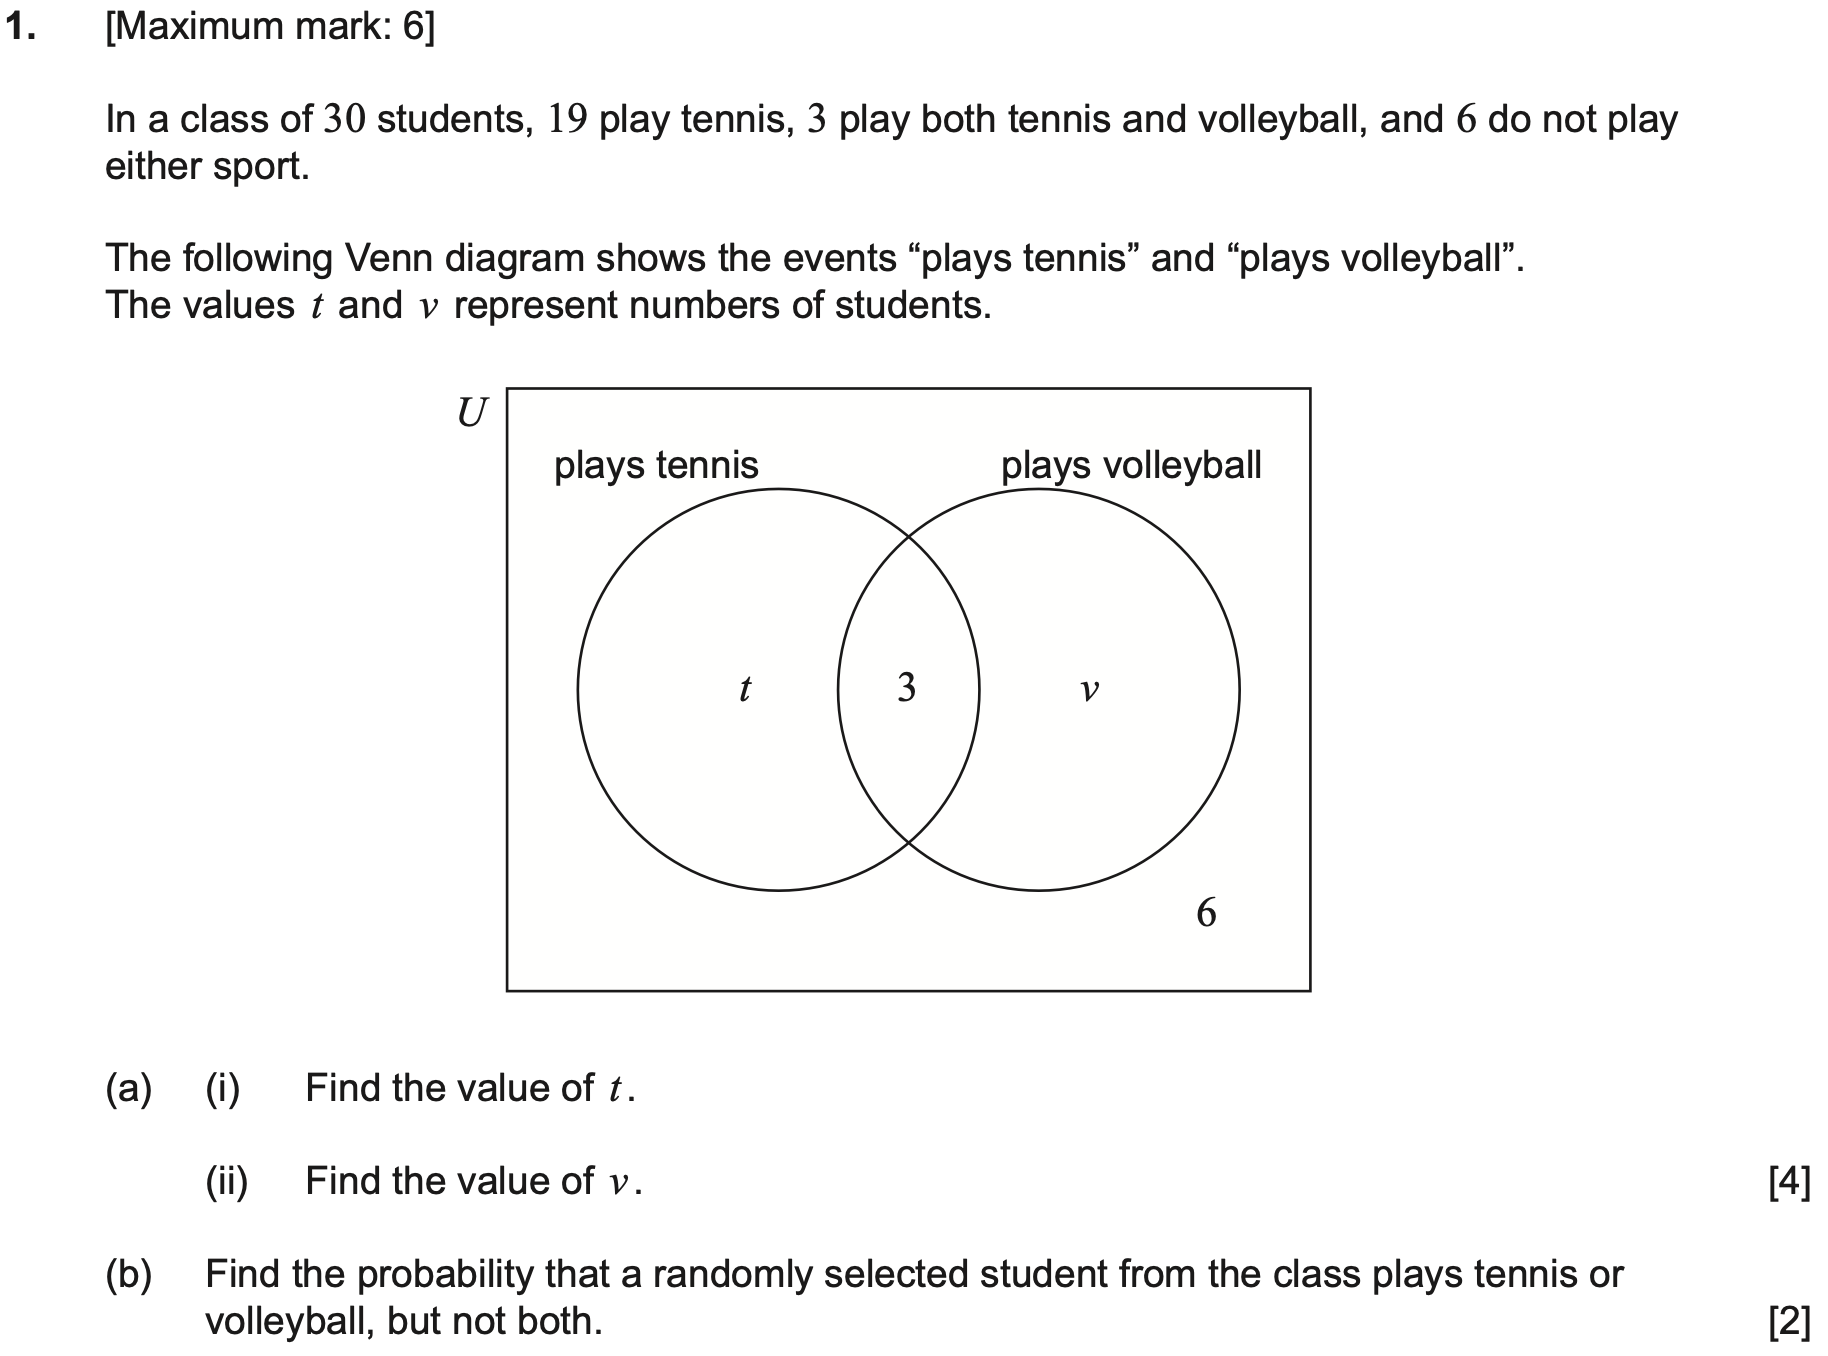 1. [Maximum mark: 6]
In a class of 30 students, 19 play tennis, 3 play both tennis and volleyball, and 6 do not play
either sport.
The following Venn diagram shows the events “plays tennis” and “plays volleyball”.
The values t and v represent numbers of students.
U
plays tennis plays volleyball
t 3 v
6
(a) (i) Find the value of t.
(ii) Find the value of v. [4]
(b) Find the probability that a randomly selected student from the class plays tennis or
volleyball, but not both. [2]